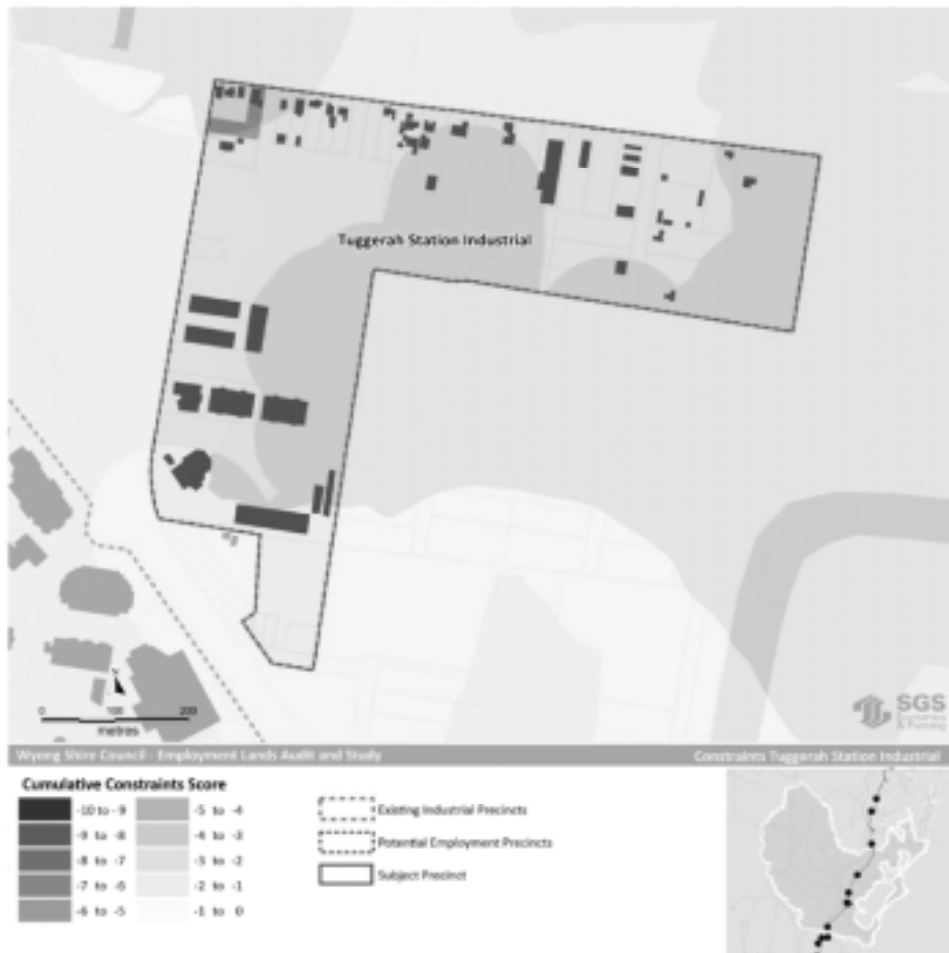 Tuggerah Station Industrial
0 100 200
metres
SGS
Economics
& Planning
Wyong Shire Council - Employment Lands Audit and Study
Constraints Tuggerah Station Industrial
Cumulative Constraints Score
-10 to -9
-9 to -8
-8 to -7
-7 to -6
-6 to -5
-5 to -4
-4 to -3
-3 to -2
-2 to -1
-1 to 0
Existing Industrial Precincts
Potential Employment Precincts
Subject Precinct